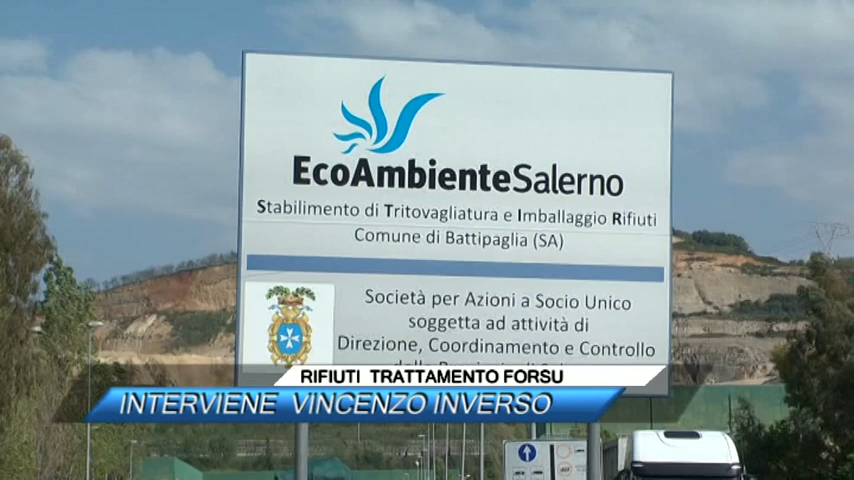 EcoAmbienteSalerno
Stabilimento di Tritovagliatura e Imballaggio Rifiuti
Comune di Battipaglia (SA)
Società per Azioni a Socio Unico
soggetta ad attività di
Direzione, Coordinamento e Controllo
RIFIUTI TRATTAMENTO FORSU
INTERVIENE VINCENZO INVERSO